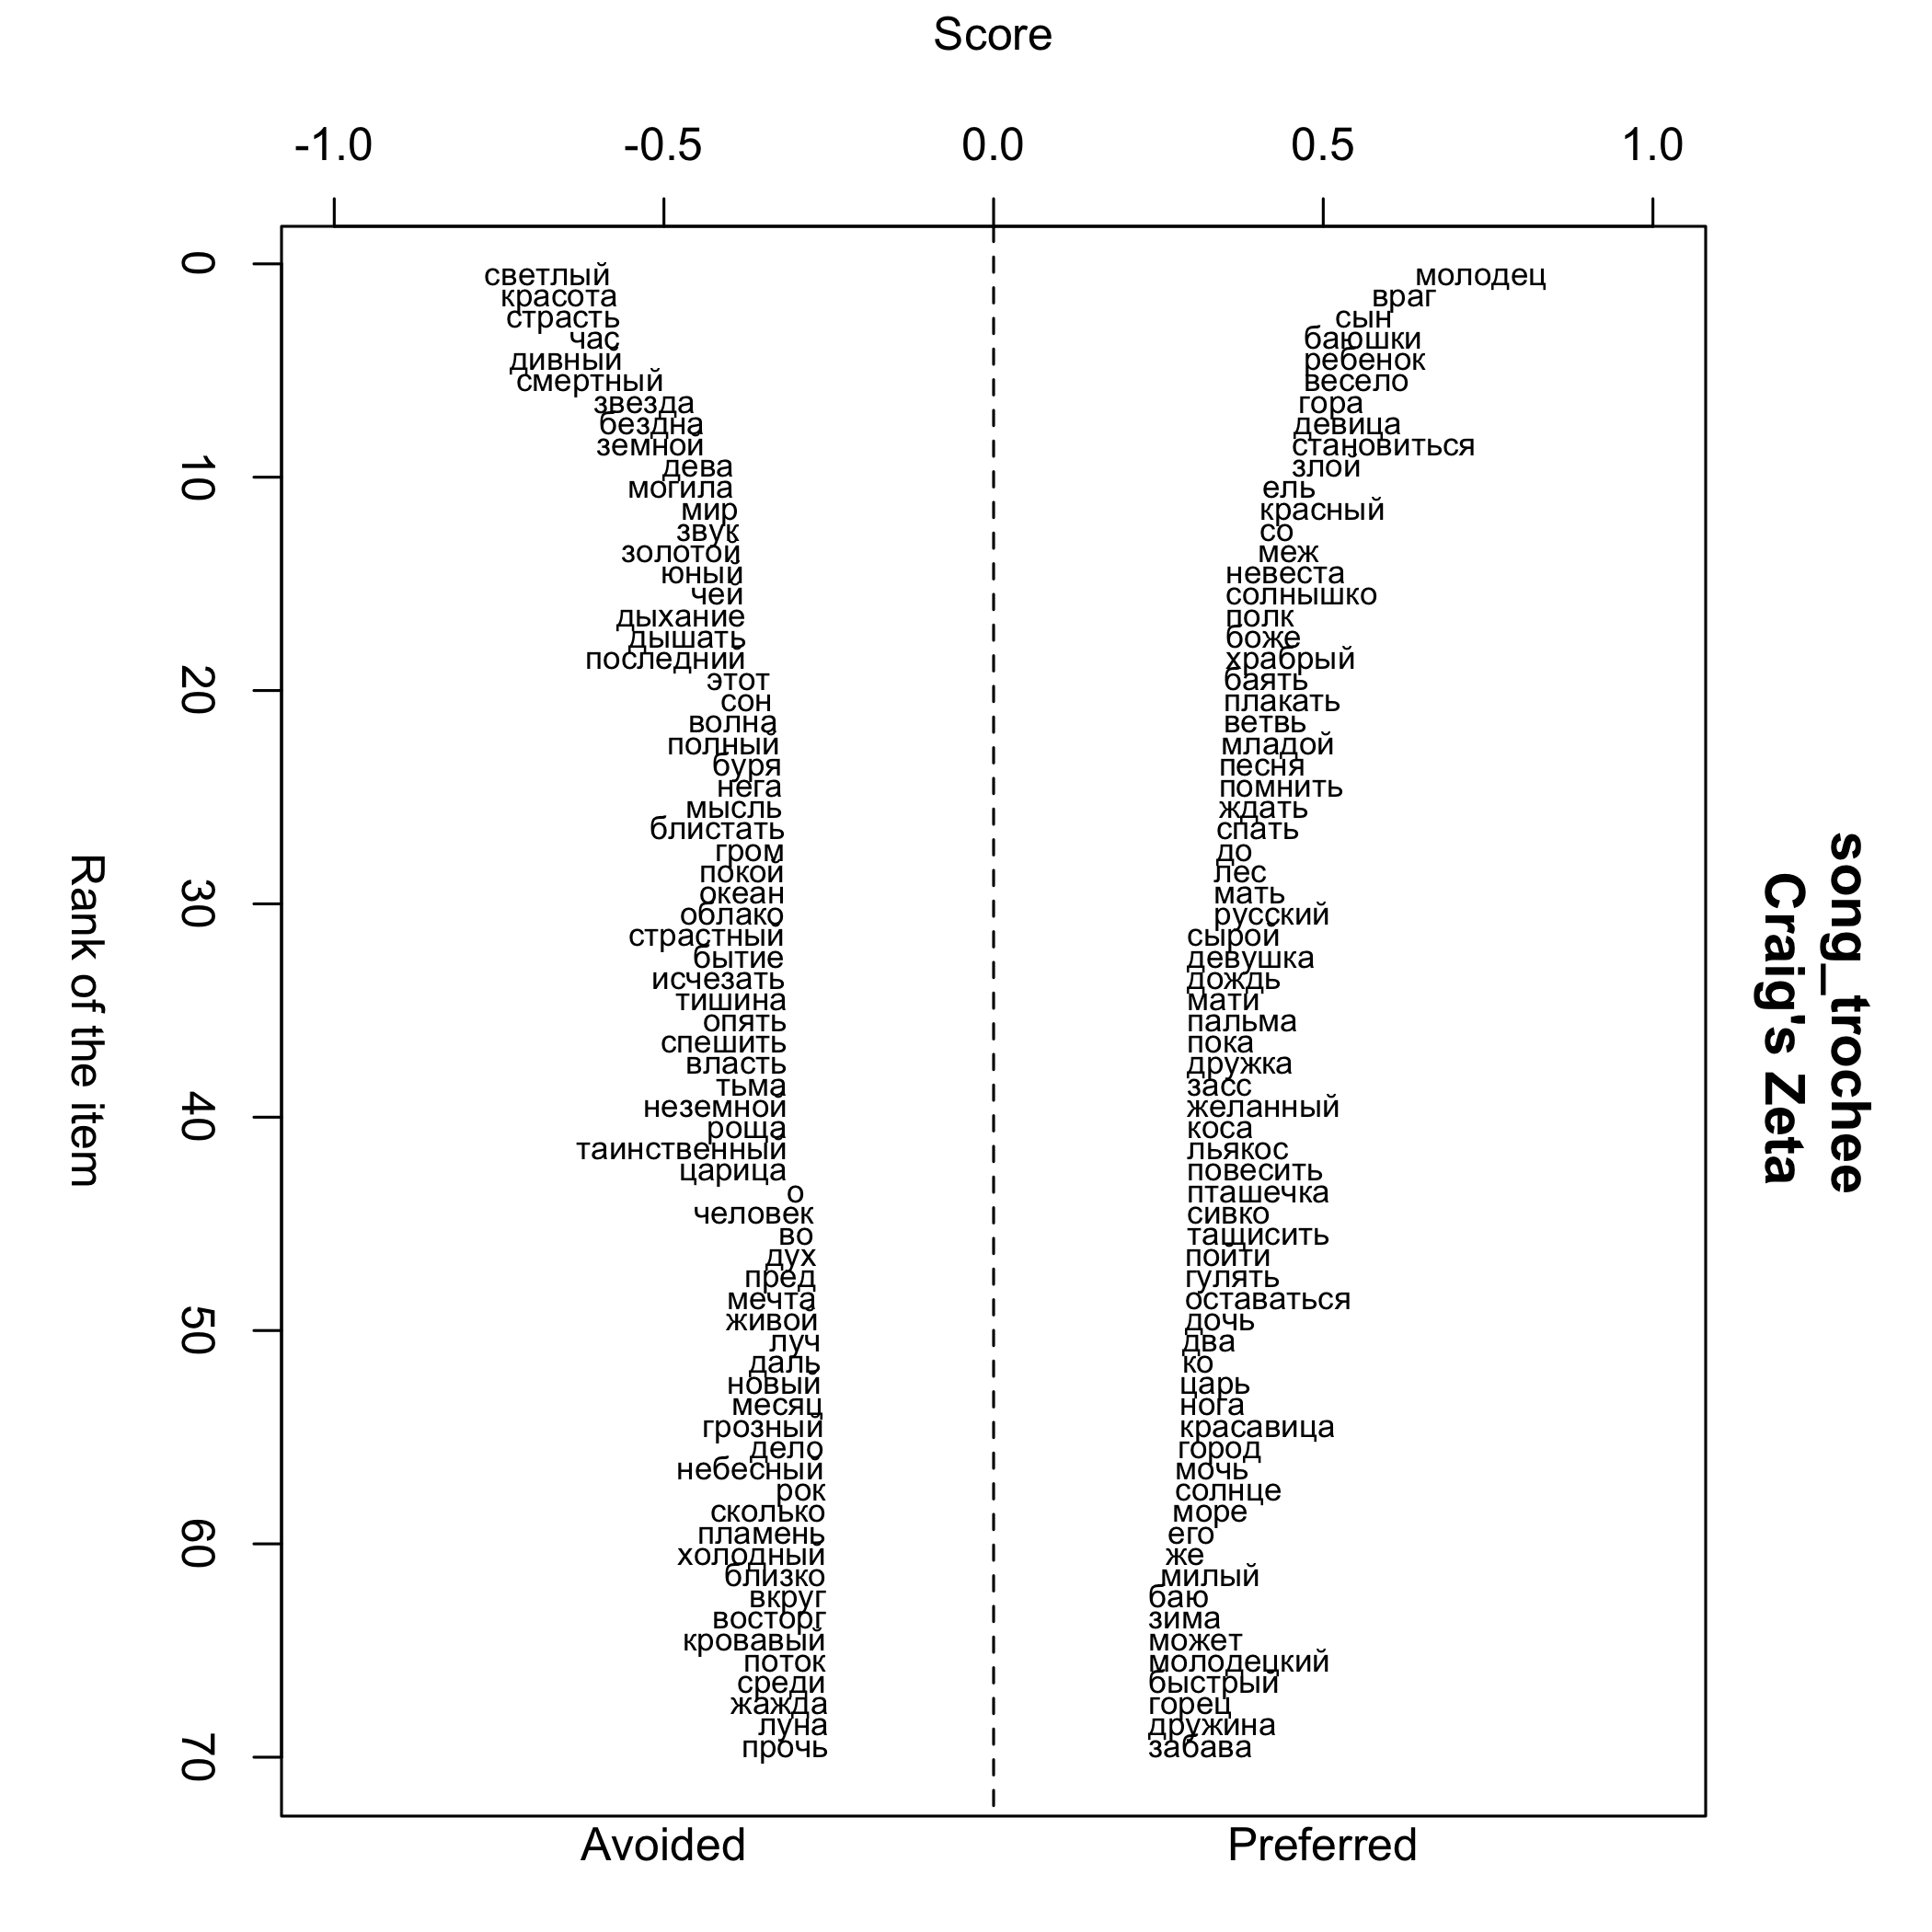 Score
-1.0 -0.5 0.0 0.5 1.0
song_trochee
Craig's Zeta
Rank of the item
0
10
20
30
40
50
60
70
светлый
красота
страсть
час
дивный
смертный
звезда
бездна
земной
дева
могила
мир
звук
золотой
юный
чей
дыхание
дышать
последний
этот
сон
волна
полный
буря
нега
мысль
блистать
гром
покой
океан
облако
страстный
бытие
исчезать
тишина
опять
спешить
власть
тьма
неземной
роща
таинственный
царица
о
человек
во
дух
пред
мечта
живой
луч
даль
новый
месяц
грозный
дело
небесный
рок
сколько
пламень
холодный
близко
вкруг
восторг
кровавый
поток
среди
жажда
луна
прочь
молодец
враг
сын
баюшки
ребенок
весело
гора
девица
становиться
злой
ель
красный
со
меж
невеста
солнышко
полк
боже
храбрый
баять
плакать
ветвь
младой
песня
помнить
ждать
спать
до
лес
мать
русский
сырой
девушка
дождь
мати
пальма
пока
дружка
засс
желанный
коса
льякос
повесить
пташечка
сивко
тащисить
пойти
гулять
оставаться
дочь
два
ко
царь
нога
красавица
город
мочь
солнце
море
его
же
милый
баю
зима
может
молодецкий
быстрый
горец
дружина
забава
Avoided Preferred